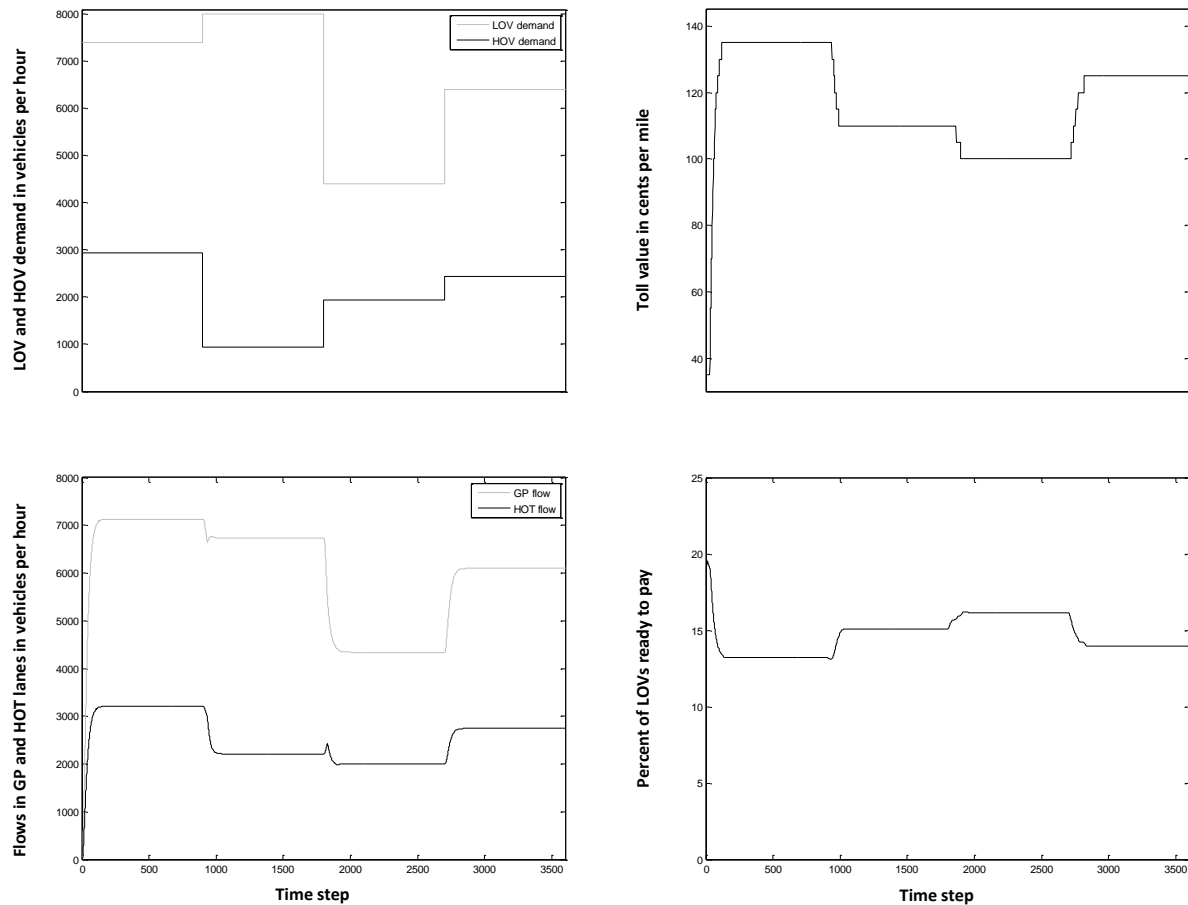 LOV and HOV demand in vehicles per hour
8000
7000
6000
5000
4000
3000
2000
1000
0
LOV demand
HOV demand
Toll value in cents per mile
140
120
100
80
60
40
Flows in GP and HOT lanes in vehicles per hour
8000
7000
6000
5000
4000
3000
2000
1000
0
GP flow
HOT flow
0 500 1000 1500 2000 2500 3000 3500
Time step
Percent of LOVs ready to pay
25
20
15
10
5
0
0 500 1000 1500 2000 2500 3000 3500
Time step